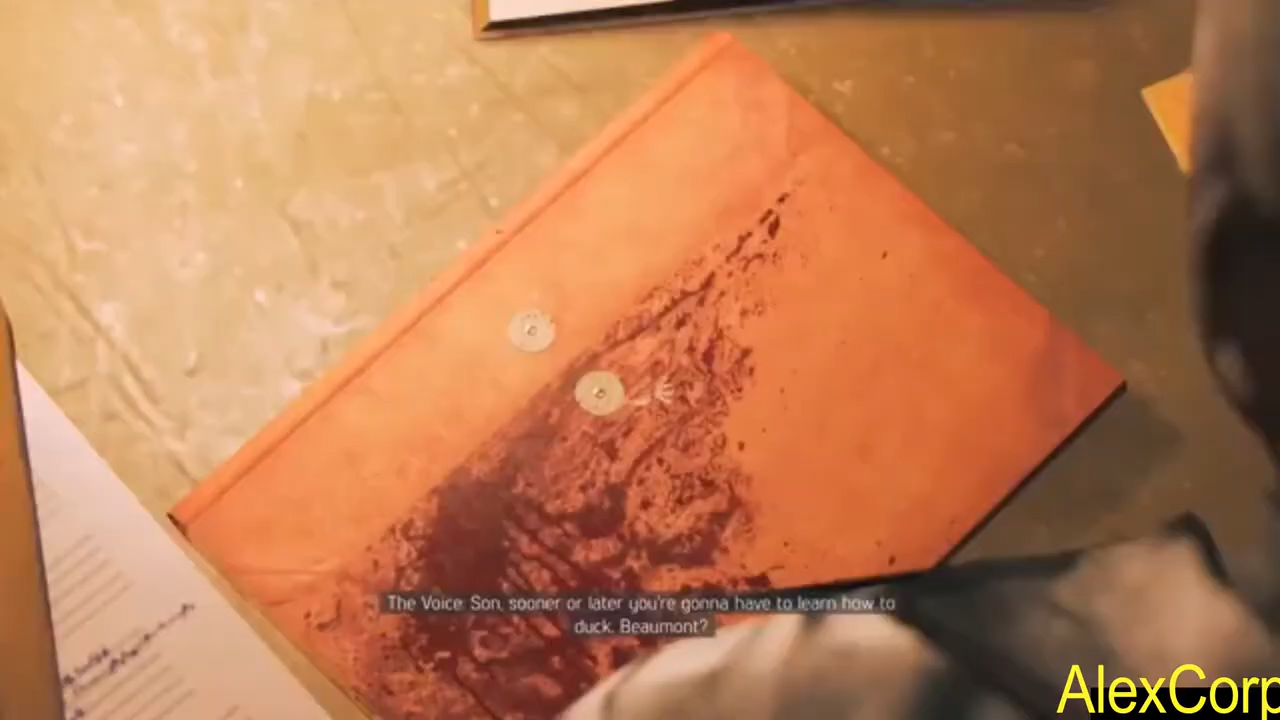 The Voice: Son, sooner or later you're gonna have to learn how to
duck. Beaumont?
AlexCorp